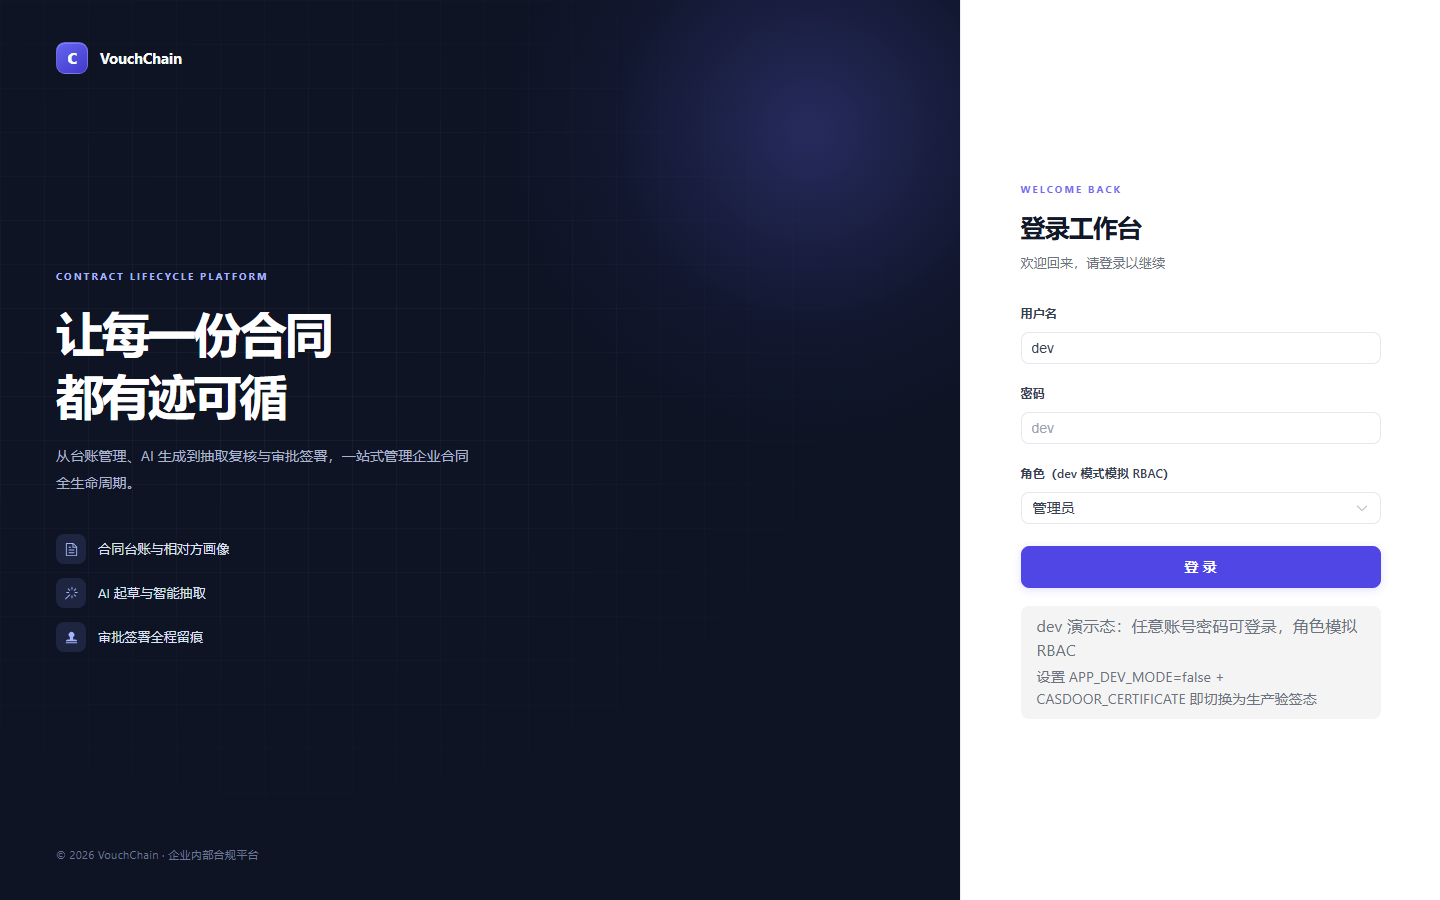 C VouchChain
CONTRACT LIFECYCLE PLATFORM
让每一份合同
都有迹可循
从台账管理、AI 生成到抽取复核与审批签署，一站式管理企业合同
全生命周期。
合同台账与相对方画像
AI 起草与智能抽取
审批签署全程留痕
© 2026 VouchChain · 企业内部合规平台
WELCOME BACK
登录工作台
欢迎回来，请登录以继续
用户名
dev
密码
dev
角色（dev 模式模拟 RBAC）
管理员
登 录
dev 演示态：任意账号密码可登录，角色模拟
RBAC
设置 APP_DEV_MODE=false +
CASDOOR_CERTIFICATE 即切换为生产验签态